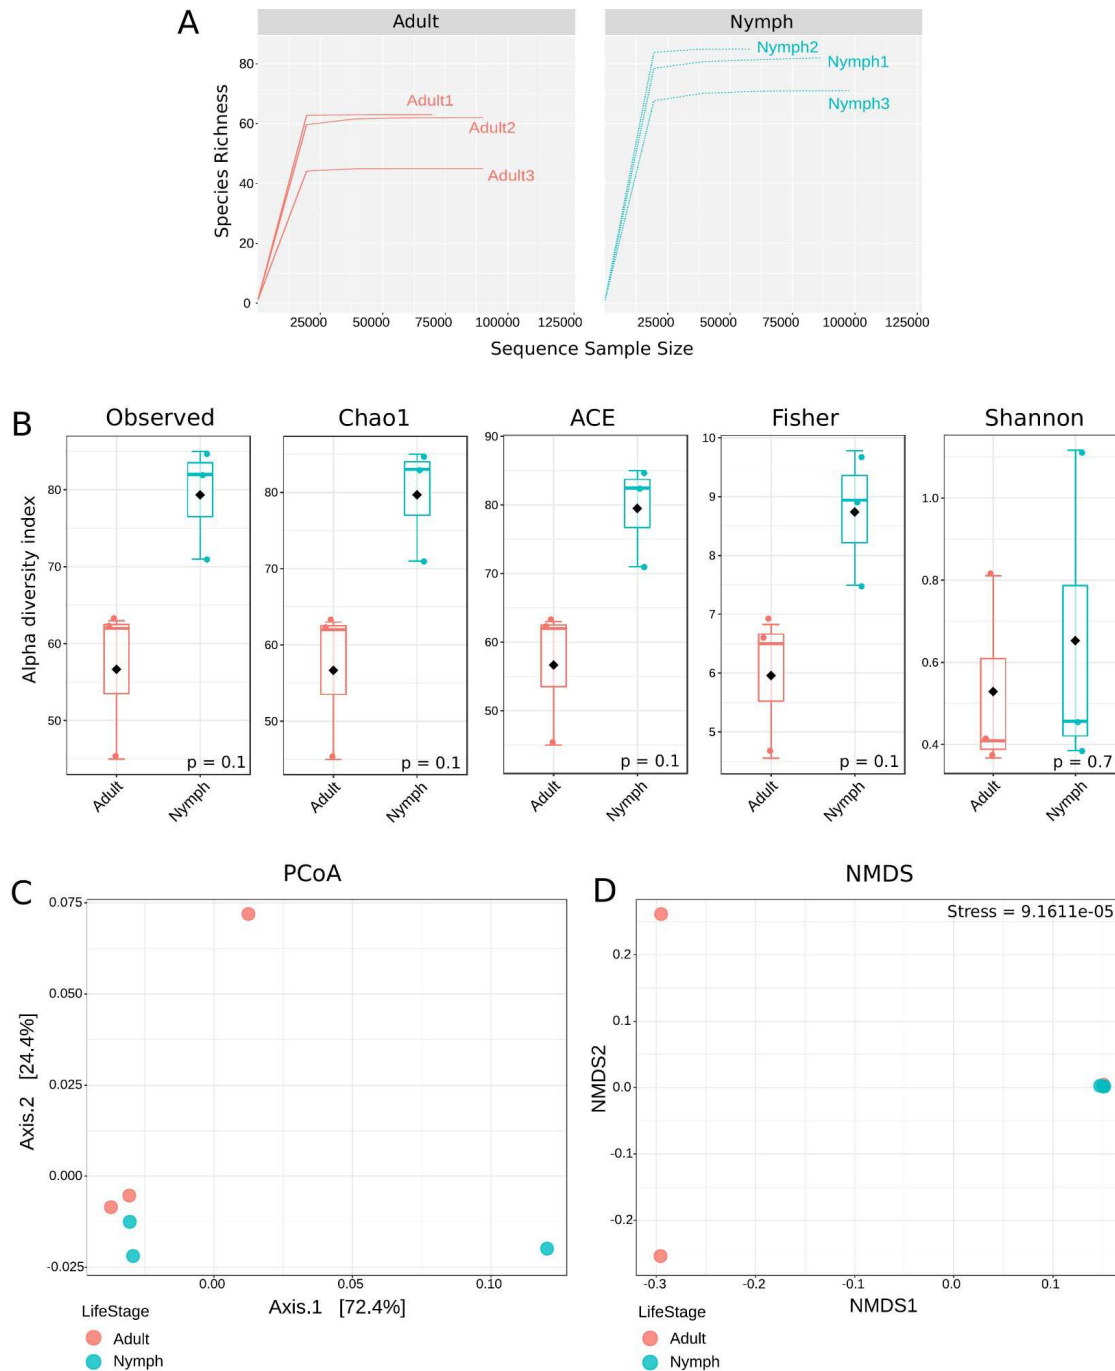 A
Adult
Nymph
Species Richness
80
60
40
20
0
Adult1
Adult2
Adult3
Nymph2
Nymph1
Nymph3
25000 50000 75000 100000 125000
25000 50000 75000 100000 125000
Sequence Sample Size
B
Observed
Chao1
ACE
Fisher
Shannon
Alpha diversity index
80
70
60
50
p = 0.1
Adult
Nymph
80
70
60
50
p = 0.1
Adult
Nymph
90
80
70
60
50
p = 0.1
Adult
Nymph
10
9
8
7
6
5
p = 0.1
Adult
Nymph
1.0
0.8
0.6
0.4
p = 0.7
Adult
Nymph
C
PCoA
Axis.2 [24.4%]
0.075
0.050
0.025
0.000
-0.025
0.00 0.05 0.10
Axis.1 [72.4%]
LifeStage
Adult
Nymph
D
NMDS
Stress = 9.1611e-05
NMDS2
0.2
0.1
0.0
-0.1
-0.2
-0.3 -0.2 -0.1 0.0 0.1
NMDS1
LifeStage
Adult
Nymph